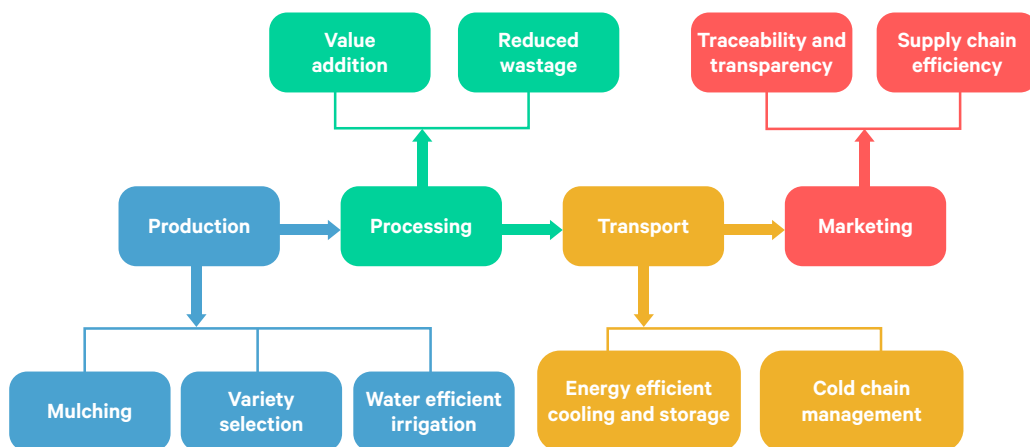 Value
addition
Reduced
wastage
Traceability and
transparency
Supply chain
efficiency
Production
Processing
Transport
Marketing
Mulching
Variety
selection
Water efficient
irrigation
Energy efficient
cooling and storage
Cold chain
management